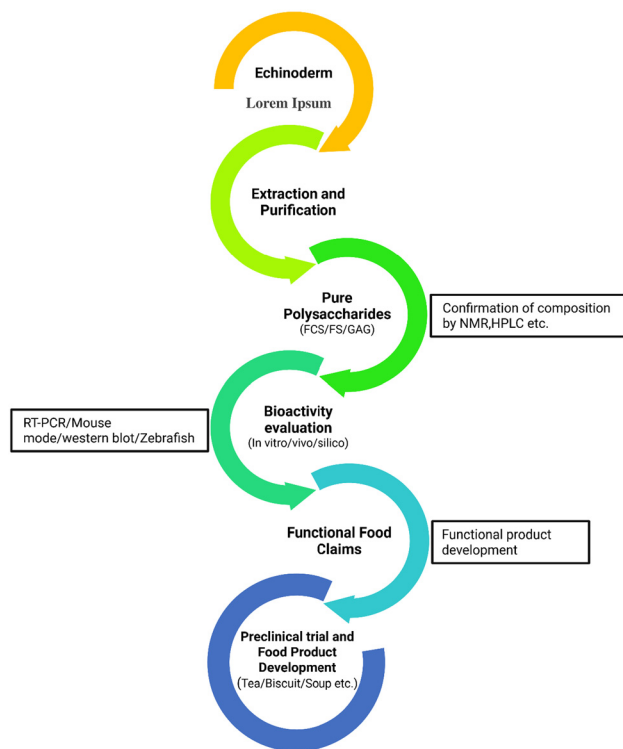 Echinoderm
Lorem Ipsum
Extraction and
Purification
Pure
Polysaccharides
(FCS/FS/GAG)
Confirmation of composition
by NMR,HPLC etc.
Bioactivity
evaluation
(In vitro/vivo/silico)
RT-PCR/Mouse
mode/western blot/Zebrafish
Functional Food
Claims
Functional product
development
Preclinical trial and
Food Product
Development
(Tea/Biscuit/Soup etc.)